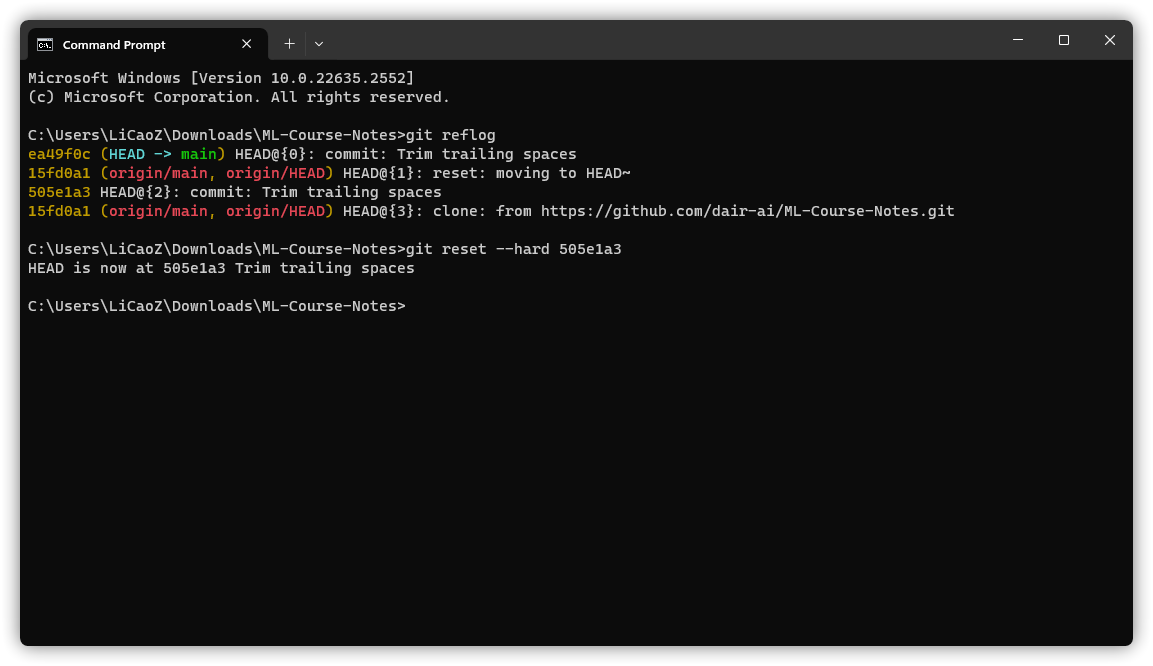 Command Prompt
Microsoft Windows [Version 10.0.22635.2552]
(c) Microsoft Corporation. All rights reserved.
C:\Users\LiCaoZ\Downloads\ML-Course-Notes>git reflog
ea49f0c (HEAD -> main) HEAD@{0}: commit: Trim trailing spaces
15fd0a1 (origin/main, origin/HEAD) HEAD@{1}: reset: moving to HEAD~
505e1a3 HEAD@{2}: commit: Trim trailing spaces
15fd0a1 (origin/main, origin/HEAD) HEAD@{3}: clone: from https://github.com/dair-ai/ML-Course-Notes.git
C:\Users\LiCaoZ\Downloads\ML-Course-Notes>git reset --hard 505e1a3
HEAD is now at 505e1a3 Trim trailing spaces
C:\Users\LiCaoZ\Downloads\ML-Course-Notes>